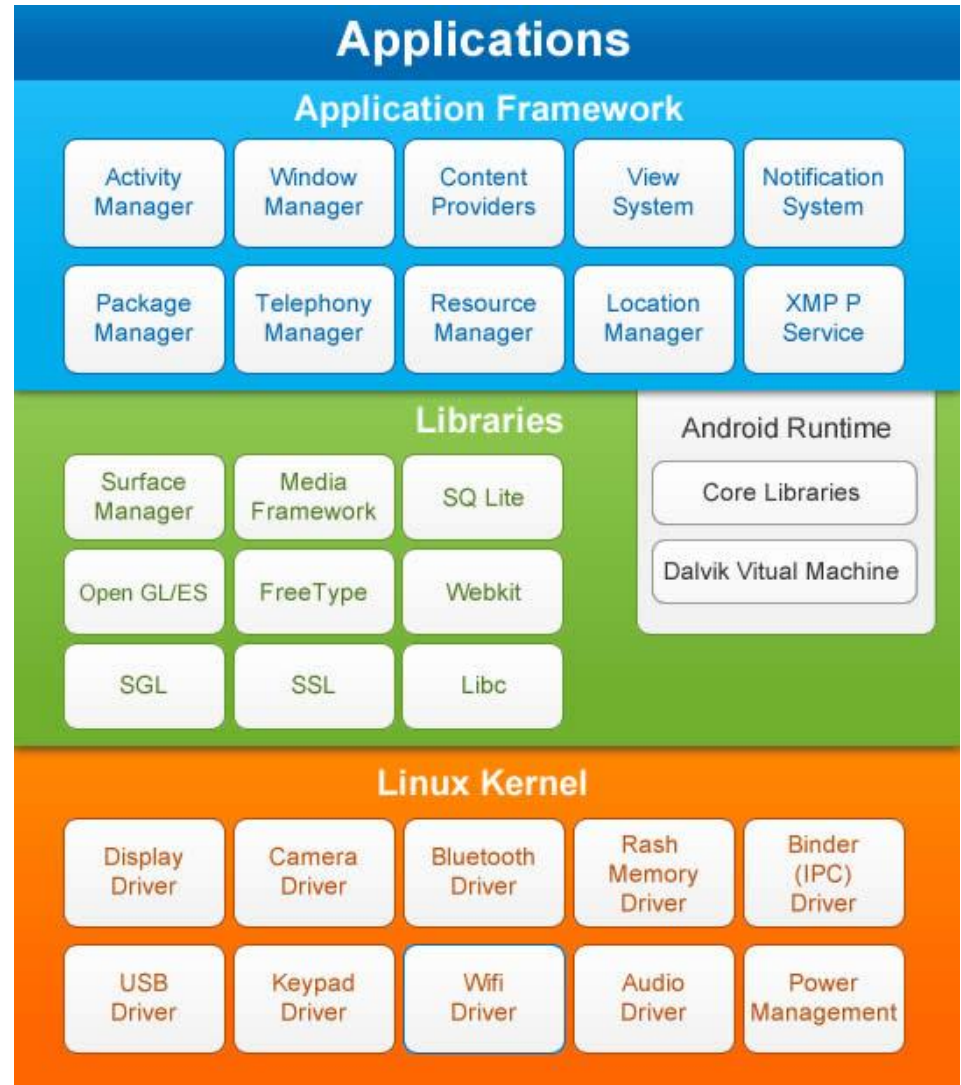 Applications
Application Framework
Activity
Manager
Window
Manager
Content
Providers
View
System
Notification
System
Package
Manager
Telephony
Manager
Resource
Manager
Location
Manager
XMP P
Service
Libraries
Surface
Manager
Media
Framework
SQ Lite
Open GL/ES
FreeType
Webkit
SGL
SSL
Libc
Android Runtime
Core Libraries
Dalvik Vitual Machine
Linux Kernel
Display
Driver
Camera
Driver
Bluetooth
Driver
Rash
Memory
Driver
Binder
(IPC)
Driver
USB
Driver
Keypad
Driver
Wifi
Driver
Audio
Driver
Power
Management